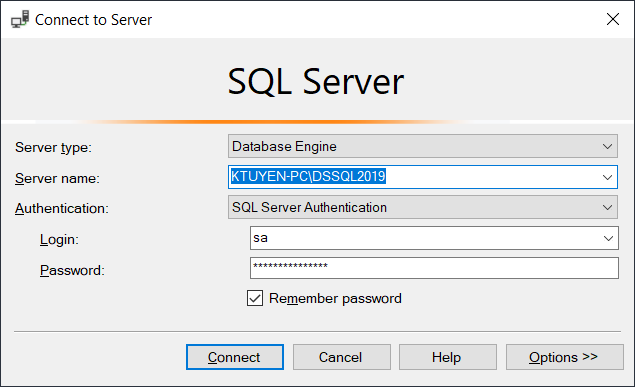 Connect to Server
SQL Server
Server type: Database Engine
Server name: KTUYEN-PC\DSSQL2019
Authentication: SQL Server Authentication
Login: sa
Password: ***************
Remember password
Connect Cancel Help Options >>